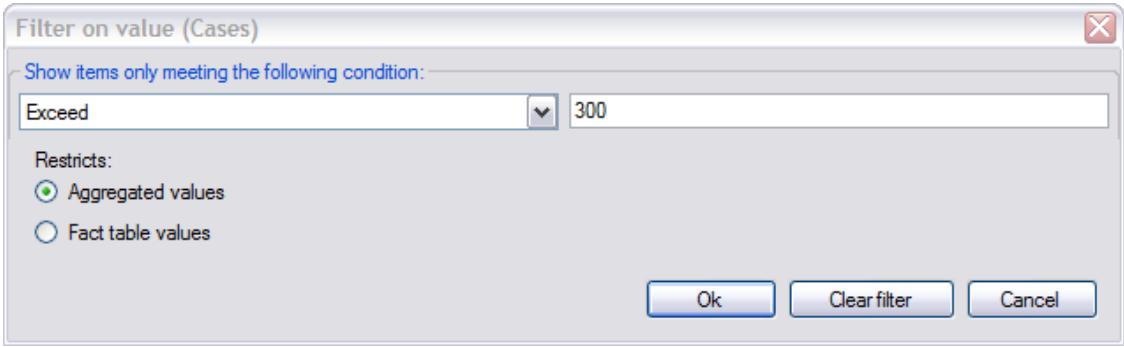 Filter on value (Cases)
Show items only meeting the following condition:
Exceed 300
Restricts:
Aggregated values
Fact table values
Ok Clear filter Cancel